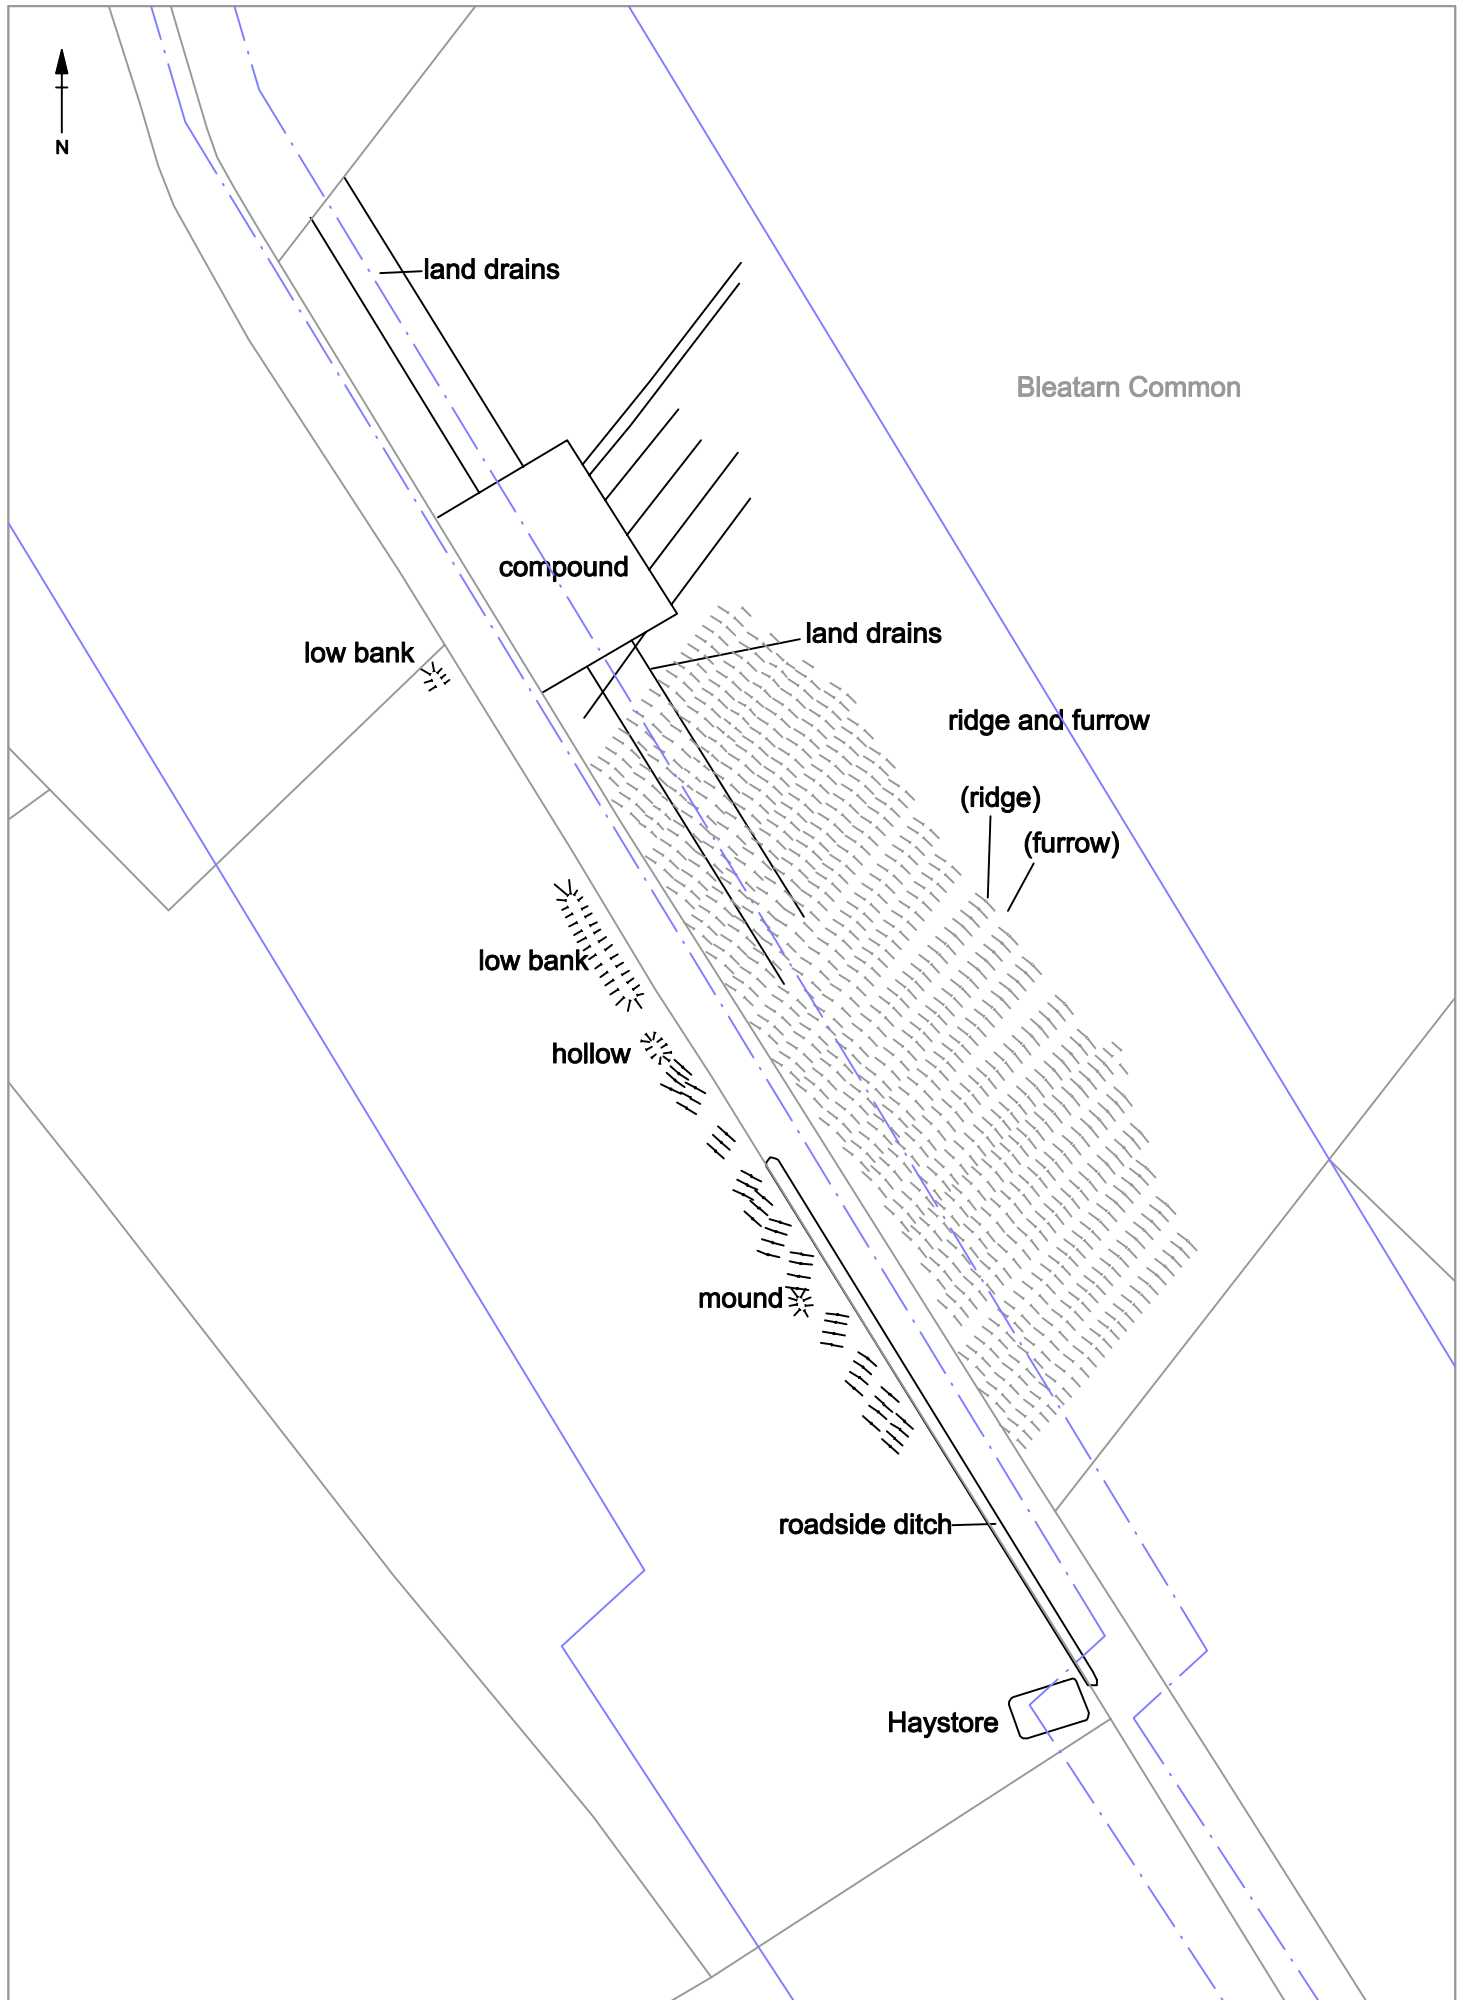 N
land drains
Bleatarn Common
compound
land drains
low bank
ridge and furrow
(ridge)
(furrow)
low bank
hollow
mound
roadside ditch
Haystore